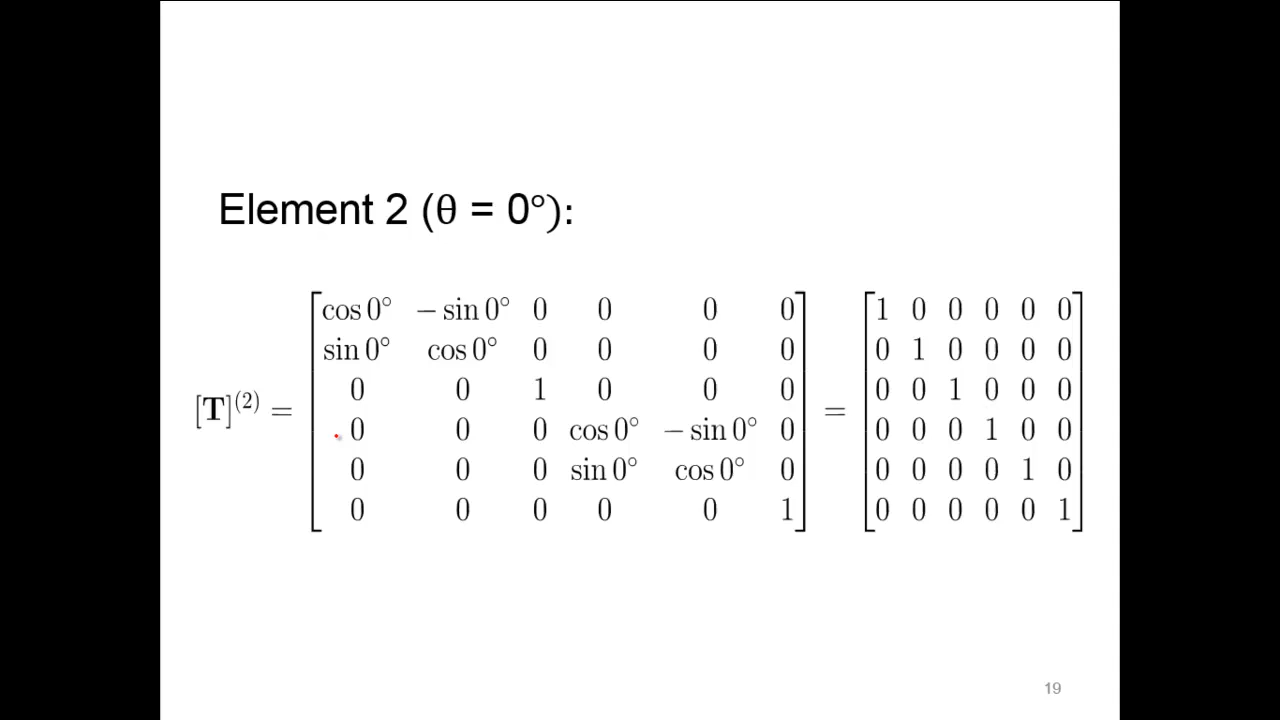 Element 2 (θ = 0°):
cos 0° − sin 0° 0 0 0 0 1 0 0 0 0 0
sin 0° cos 0° 0 0 0 0 0 1 0 0 0 0
0 0 1 0 0 0 0 0 1 0 0 0
[T]⁽²⁾ = =
0 0 0 cos 0° − sin 0° 0 0 0 0 1 0 0
0 0 0 sin 0° cos 0° 0 0 0 0 0 1 0
0 0 0 0 0 1 0 0 0 0 0 1
19